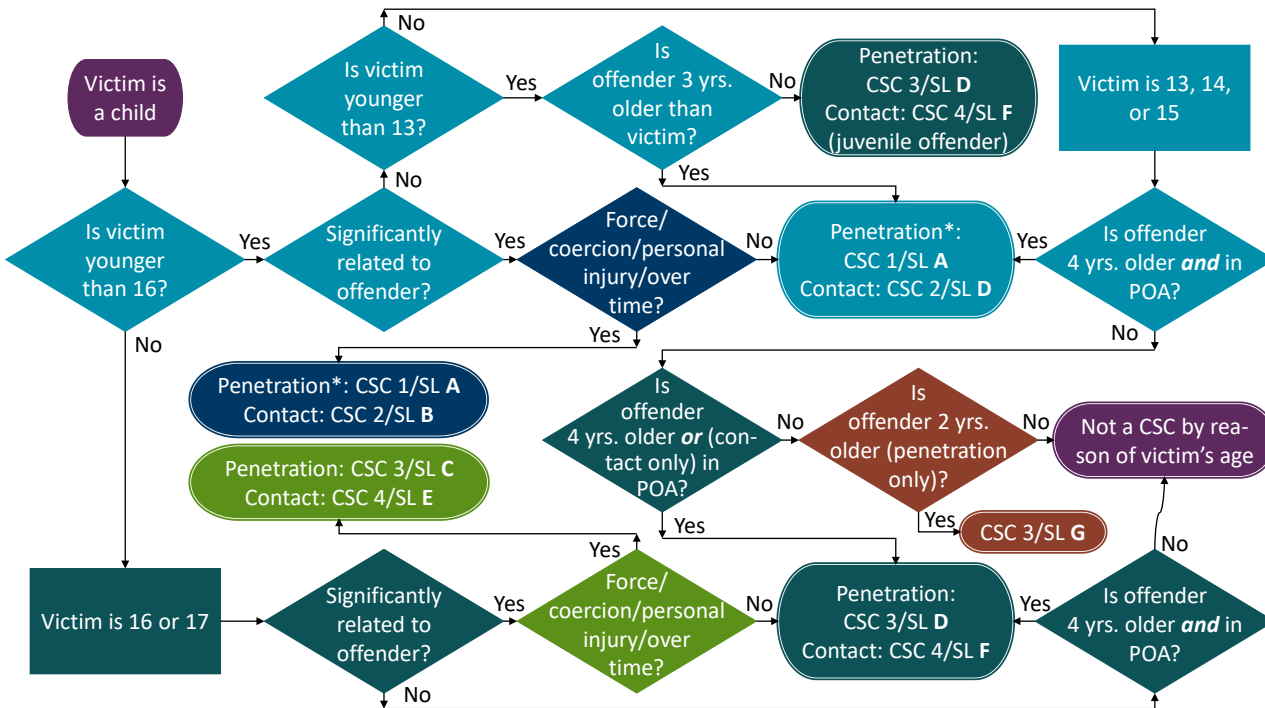 No
Victim is
a child
Is victim
younger
than 13?
Yes
Is
offender 3 yrs.
older than
victim?
No
Penetration:
CSC 3/SL D
Contact: CSC 4/SL F
(juvenile offender)
Victim is 13, 14,
or 15
No
Yes
Is victim
younger
than 16?
Yes
Significantly
related to
offender?
Yes
Force/
coercion/personal
injury/over
time?
No
Penetration*:
CSC 1/SL A
Contact: CSC 2/SL D
Yes
Is offender
4 yrs. older and in
POA?
No
Yes
No
Penetration*: CSC 1/SL A
Contact: CSC 2/SL B
Is
offender
4 yrs. older or (con-
tact only) in
POA?
No
Is
offender 2 yrs.
older (penetration
only)?
No
Not a CSC by rea-
son of victim’s age
Penetration: CSC 3/SL C
Contact: CSC 4/SL E
Yes
Yes
CSC 3/SL G
Yes
No
Victim is 16 or 17
Significantly
related to
offender?
Yes
Force/
coercion/personal
injury/over
time?
No
Penetration:
CSC 3/SL D
Contact: CSC 4/SL F
Yes
Is offender
4 yrs. older and in
POA?
No